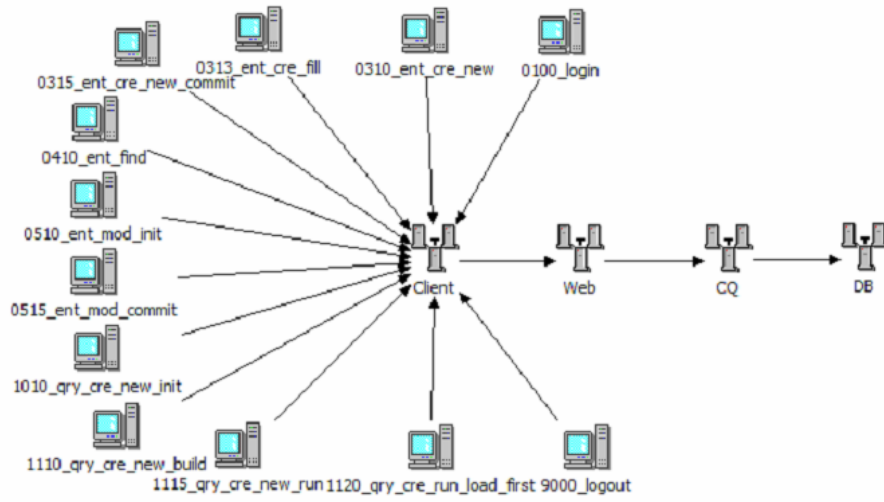 0315_ent_cre_new_commit
0313_ent_cre_fill
0310_ent_cre_new
0100_login
0410_ent_find
0510_ent_mod_init
0515_ent_mod_commit
Client
Web
CQ
DB
1010_qry_cre_new_init
1110_qry_cre_new_build
1115_qry_cre_new_run
1120_qry_cre_run_load_first
9000_logout